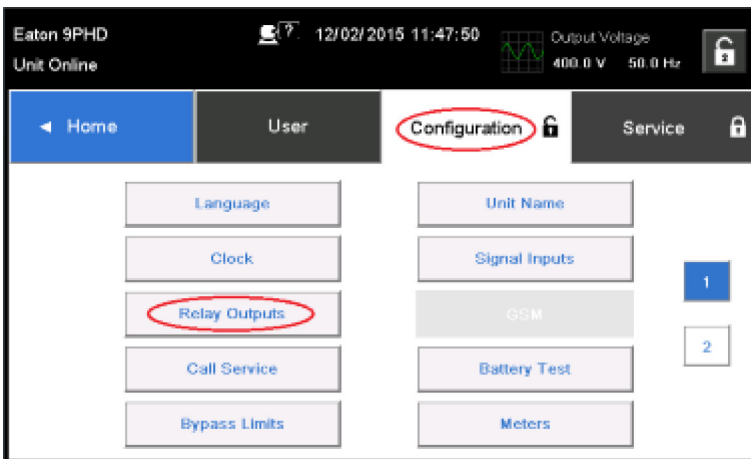 Eaton 9PHD
Unit Online
? 12/02/2015 11:47:50
Output Voltage
400.0 V 50.0 Hz
2
◄ Home
User
Configuration
Service
Language
Unit Name
Clock
Signal Inputs
Relay Outputs
GSM
Call Service
Battery Test
Bypass Limits
Meters
1
2